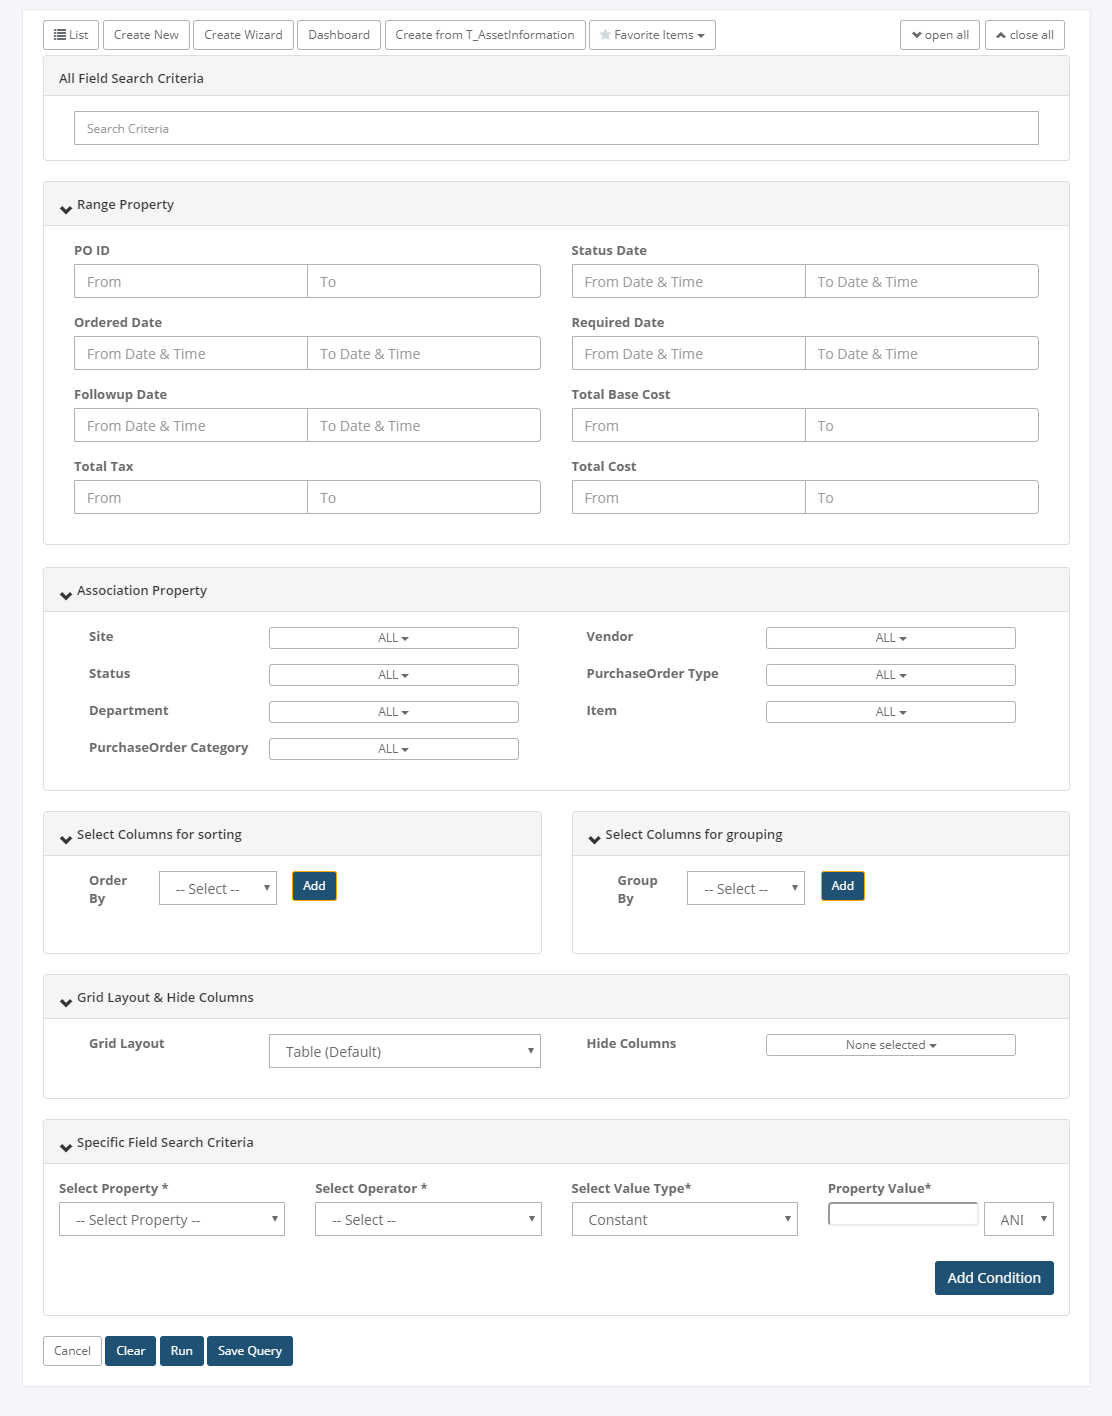 List Create New Create Wizard Dashboard Create from T_AssetInformation Favorite Items open all close all
All Field Search Criteria
Search Criteria
Range Property
PO ID Status Date
From To From Date & Time To Date & Time
Ordered Date Required Date
From Date & Time To Date & Time From Date & Time To Date & Time
Followup Date Total Base Cost
From Date & Time To Date & Time From To
Total Tax Total Cost
From To From To
Association Property
Site ALL Vendor ALL
Status ALL PurchaseOrder Type ALL
Department ALL Item ALL
PurchaseOrder Category ALL
Select Columns for sorting Select Columns for grouping
Order By -- Select -- Add Group By -- Select -- Add
Grid Layout & Hide Columns
Grid Layout Table (Default) Hide Columns None selected
Specific Field Search Criteria
Select Property * Select Operator * Select Value Type* Property Value*
-- Select Property -- -- Select -- Constant ANI
Add Condition
Cancel Clear Run Save Query